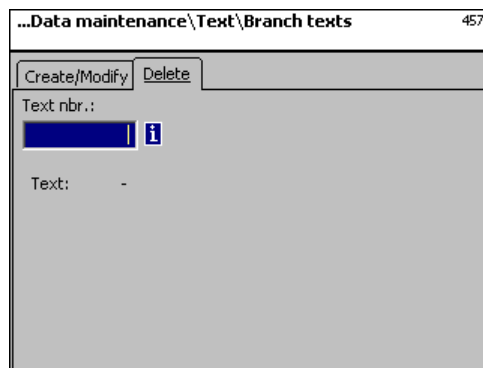 ...Data maintenance\Text\Branch texts 457
Create/Modify Delete
Text nbr.:
i
Text: -